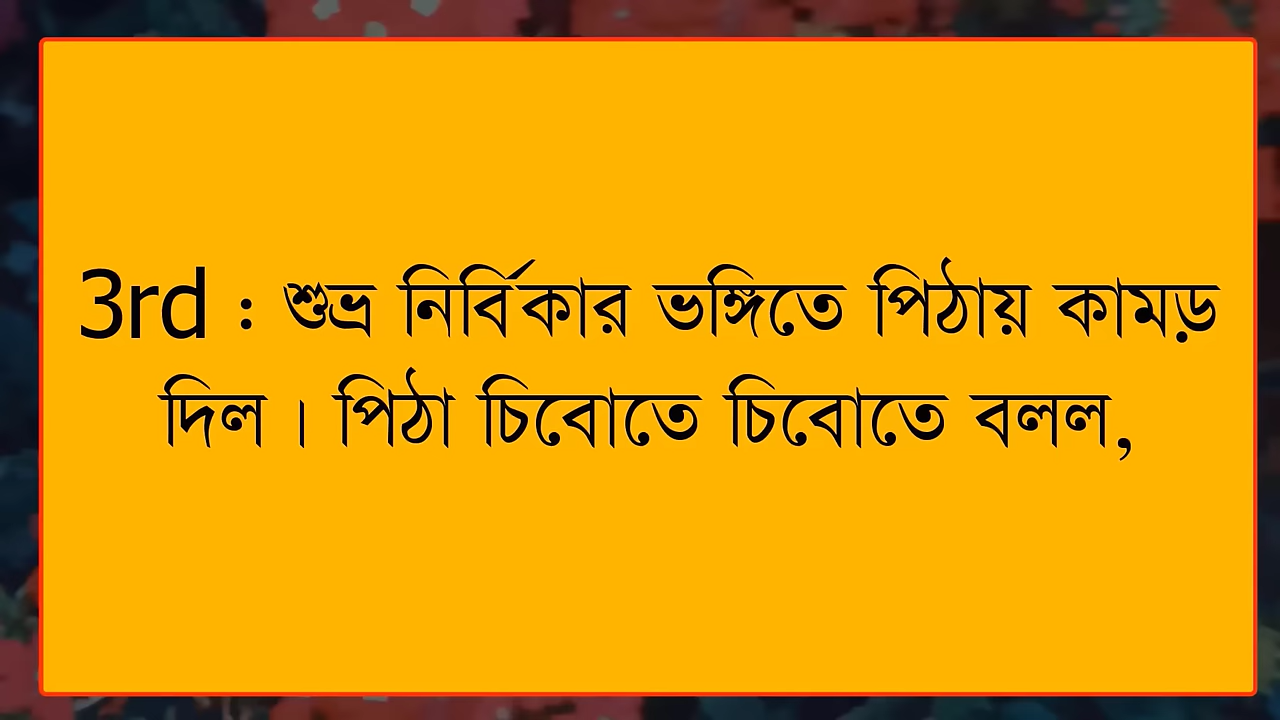 3rd : শুভ্র নির্বিকার ভঙ্গিতে পিঠায় কামড়
দিল। পিঠা চিবোতে চিবোতে বলল,